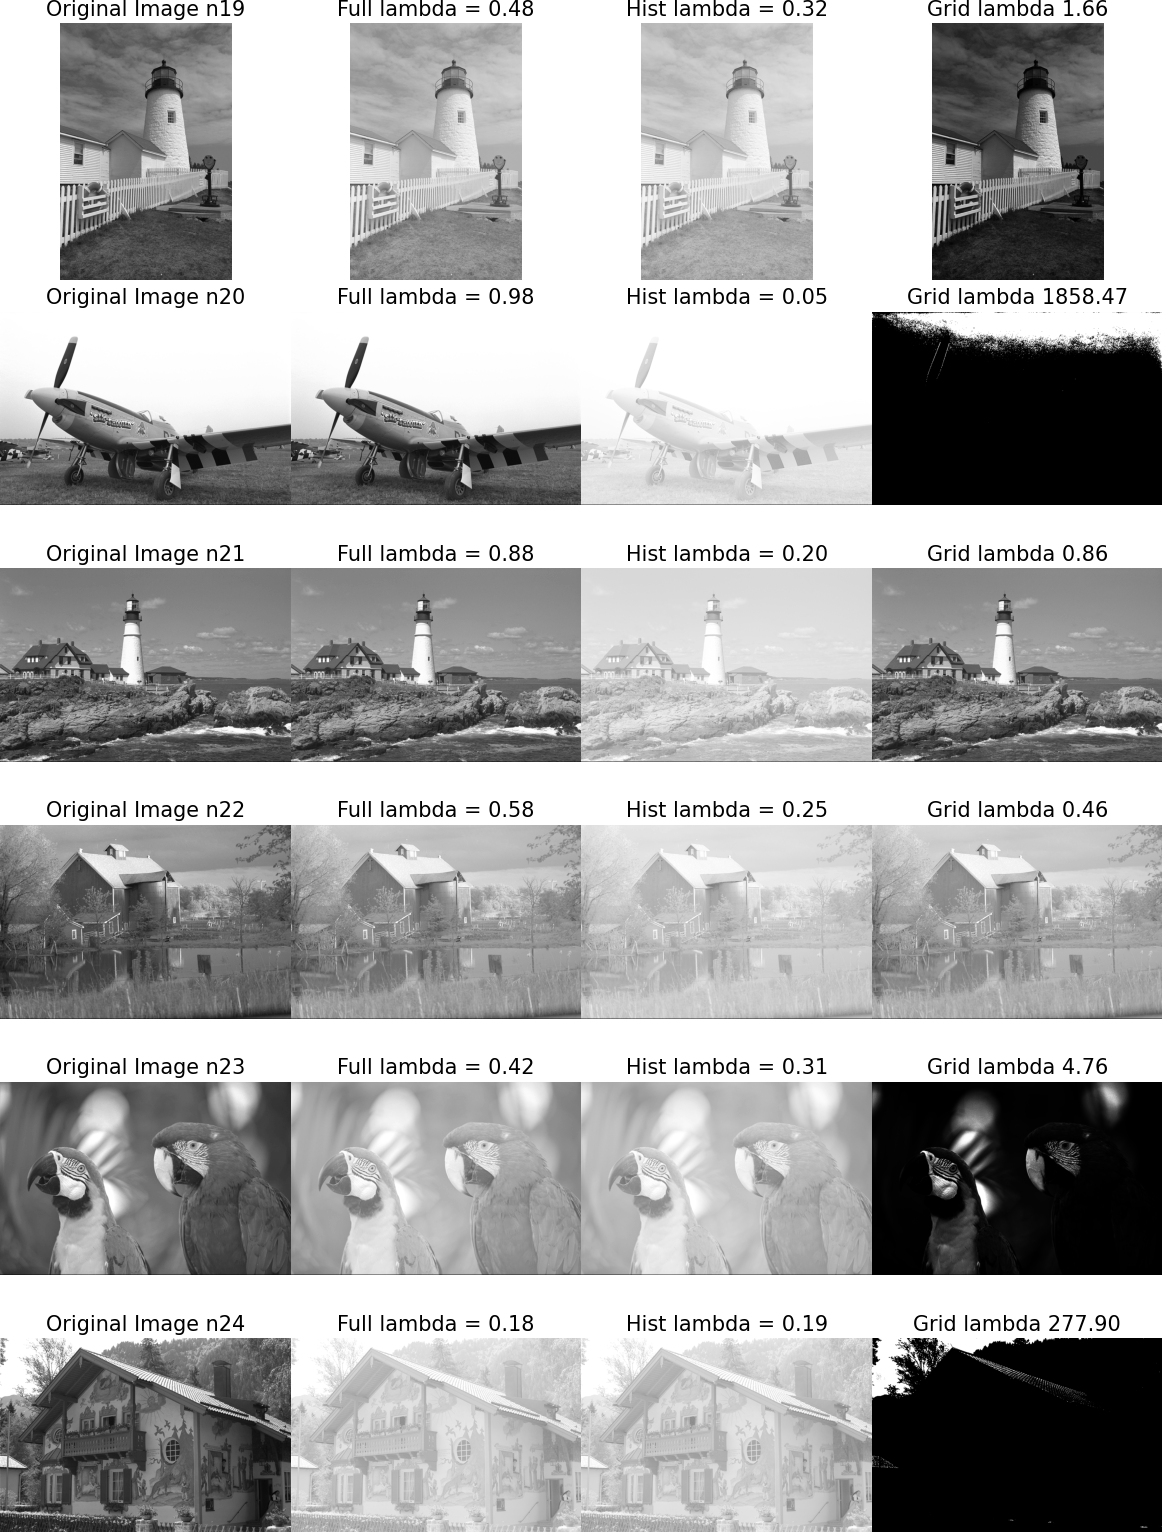 Original Image n19 Full lambda = 0.48 Hist lambda = 0.32 Grid lambda 1.66
Original Image n20 Full lambda = 0.98 Hist lambda = 0.05 Grid lambda 1858.47
Original Image n21 Full lambda = 0.88 Hist lambda = 0.20 Grid lambda 0.86
Original Image n22 Full lambda = 0.58 Hist lambda = 0.25 Grid lambda 0.46
Original Image n23 Full lambda = 0.42 Hist lambda = 0.31 Grid lambda 4.76
Original Image n24 Full lambda = 0.18 Hist lambda = 0.19 Grid lambda 277.90